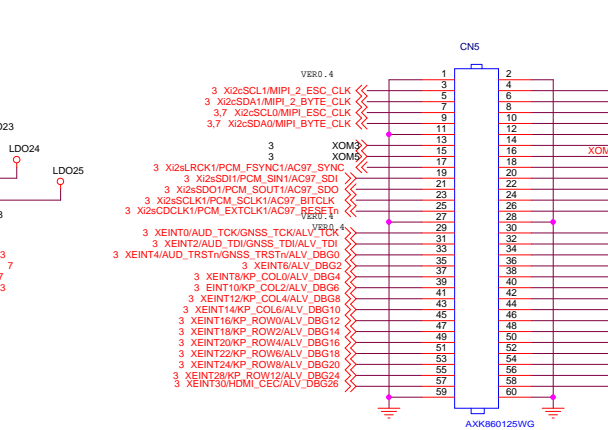 CN5
VER0.4
1 2
3 Xi2cSCL1/MIPI_2_ESC_CLK 3 4
3 Xi2cSDA1/MIPI_2_BYTE_CLK 5 6
3,7 Xi2cSCL0/MIPI_ESC_CLK 7 8
3,7 Xi2cSDA0/MIPI_BYTE_CLK 9 10
11 12
3 XOM3 13 14
3 XOM5 15 16 XOM
3 Xi2sLRCK1/PCM_FSYNC1/AC97_SYNC 17 18
3 Xi2sSDI1/PCM_SIN1/AC97_SDI 19 20
3 Xi2sSDO1/PCM_SOUT1/AC97_SDO 21 22
3 Xi2sSCLK1/PCM_SCLK1/AC97_BITCLK 23 24
3 Xi2sCDCLK1/PCM_EXTCLK1/AC97_RESETn 25 26
VER0.4
27 28
VER0.4
3 XEINT0/AUD_TCK/GNSS_TCK/ALV_TCK 29 30
3 XEINT2/AUD_TDI/GNSS_TDI/ALV_TDI 31 32
3 XEINT4/AUD_TRSTn/GNSS_TRSTn/ALV_DBG0 33 34
3 XEINT6/ALV_DBG2 35 36
3 XEINT8/KP_COL0/ALV_DBG4 37 38
3 EINT10/KP_COL2/ALV_DBG6 39 40
3 XEINT12/KP_COL4/ALV_DBG8 41 42
3 XEINT14/KP_COL6/ALV_DBG10 43 44
3 XEINT16/KP_ROW0/ALV_DBG12 45 46
3 XEINT18/KP_ROW2/ALV_DBG14 47 48
3 XEINT20/KP_ROW4/ALV_DBG16 49 50
3 XEINT22/KP_ROW6/ALV_DBG18 51 52
3 XEINT24/KP_ROW8/ALV_DBG20 53 54
3 XEINT28/KP_ROW12/ALV_DBG24 55 56
3 XEINT30/HDMI_CEC/ALV_DBG26 57 58
59 60
AXK860125WG
O23
LDO24
LDO25
3
3
7
7
3